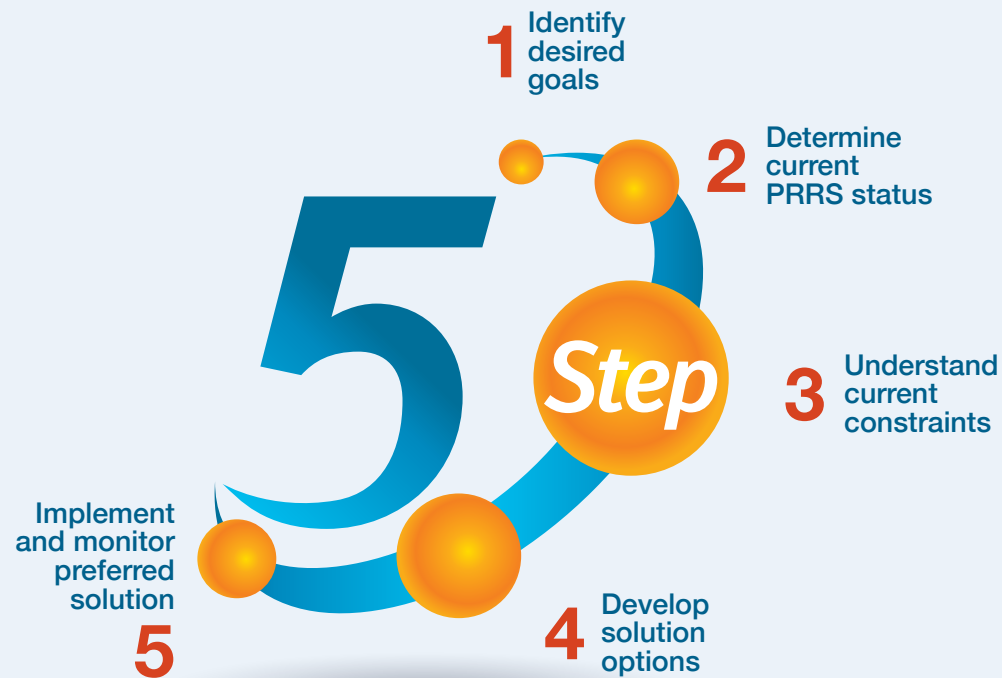 1
Identify
desired
goals
2
Determine
current
PRRS status
5
Step
3
Understand
current
constraints
4
Develop
solution
options
Implement
and monitor
preferred
solution
5